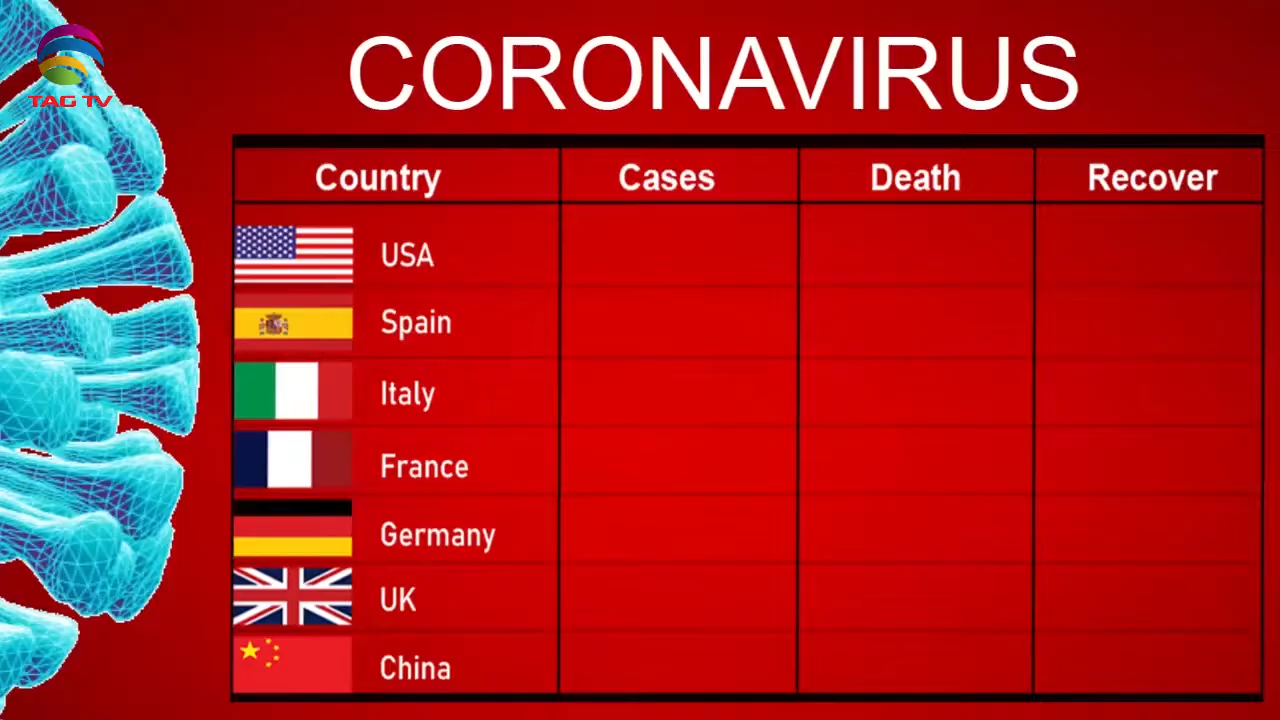 TAG TV
CORONAVIRUS
Country Cases Death Recover
USA
Spain
Italy
France
Germany
UK
China